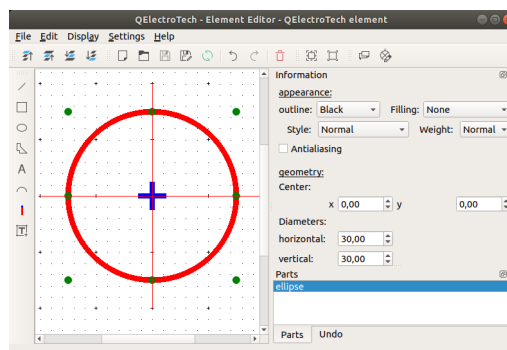 QElectroTech - Element Editor - QElectroTech element
File Edit Display Settings Help
Information
appearance:
outline: Black Filling: None
Style: Normal Weight: Normal
Antialiasing
geometry:
Center:
x 0,00 y 0,00
Diameters:
horizontal: 30,00
vertical: 30,00
Parts
ellipse
Parts Undo
A
T